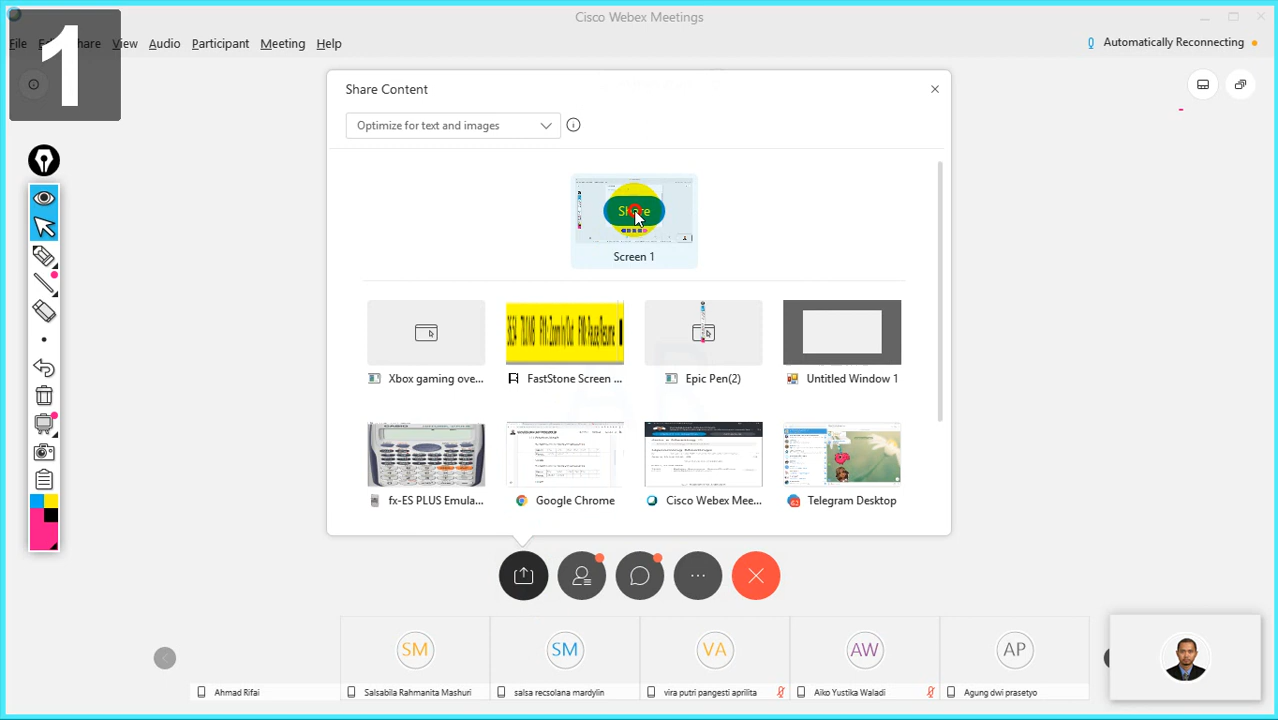 Cisco Webex Meetings
1
File
Share View Audio Participant Meeting Help
Automatically Reconnecting
Share Content
Optimize for text and images
Share
Screen 1
Xbox gaming ove...
FastStone Screen ...
Epic Pen(2)
Untitled Window 1
fx-ES PLUS Emula...
Google Chrome
Cisco Webex Mee...
Telegram Desktop
SM
SM
VA
AW
AP
Ahmad Rifai
Salsabila Rahmanita Mashuri
salsa recsolana mardylin
vira putri pangesti aprilita
Aiko Yustika Waladi
Agung dwi prasetyo